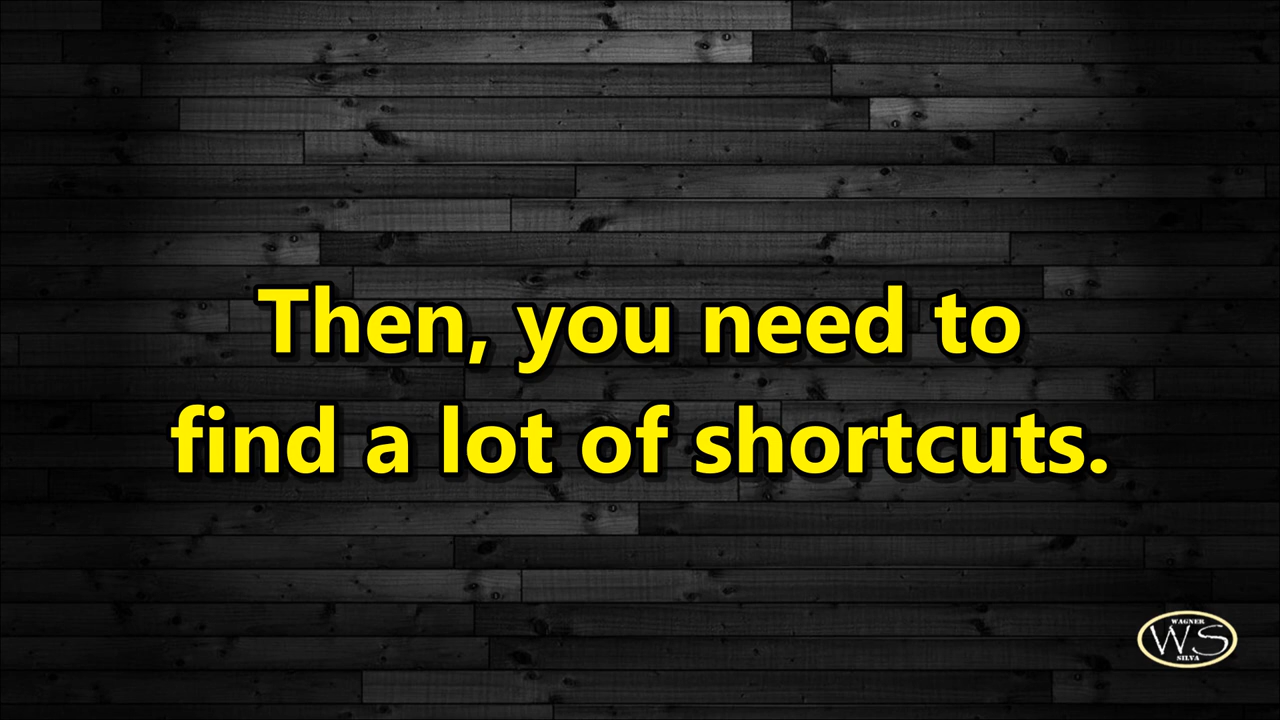 Then, you need to
find a lot of shortcuts.
WAGNER
WS
SILVA